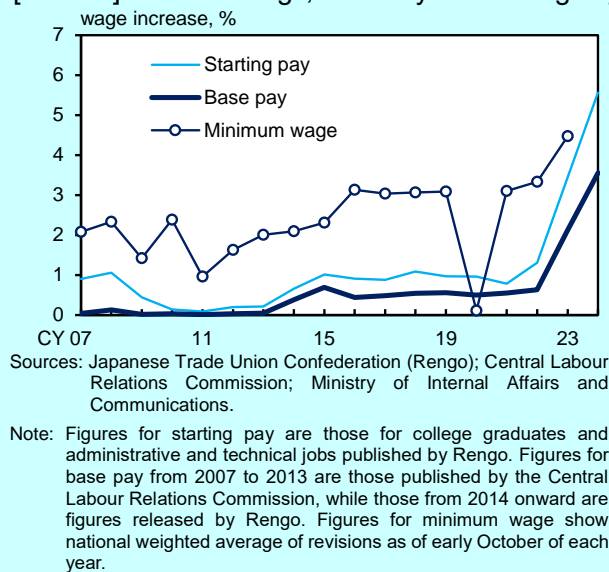 wage increase, %
7
6
5
4
3
2
1
0
Starting pay
Base pay
Minimum wage
CY 07
11
15
19
23
Sources: Japanese Trade Union Confederation (Rengo); Central Labour
Relations Commission; Ministry of Internal Affairs and
Communications.
Note: Figures for starting pay are those for college graduates and
administrative and technical jobs published by Rengo. Figures for
base pay from 2007 to 2013 are those published by the Central
Labour Relations Commission, while those from 2014 onward are
figures released by Rengo. Figures for minimum wage show
national weighted average of revisions as of early October of each
year.